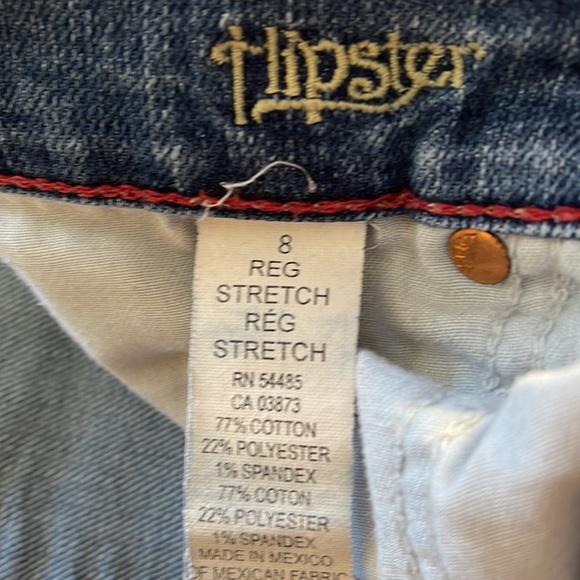 Hipster
8
REG
STRETCH
RÉG
STRETCH
RN 54485
CA 03873
77% COTTON
22% POLYESTER
1% SPANDEX
77% COTON
22% POLYESTER
1% SPANDEX
MADE IN MEXICO
OF MEXICAN FABRIC